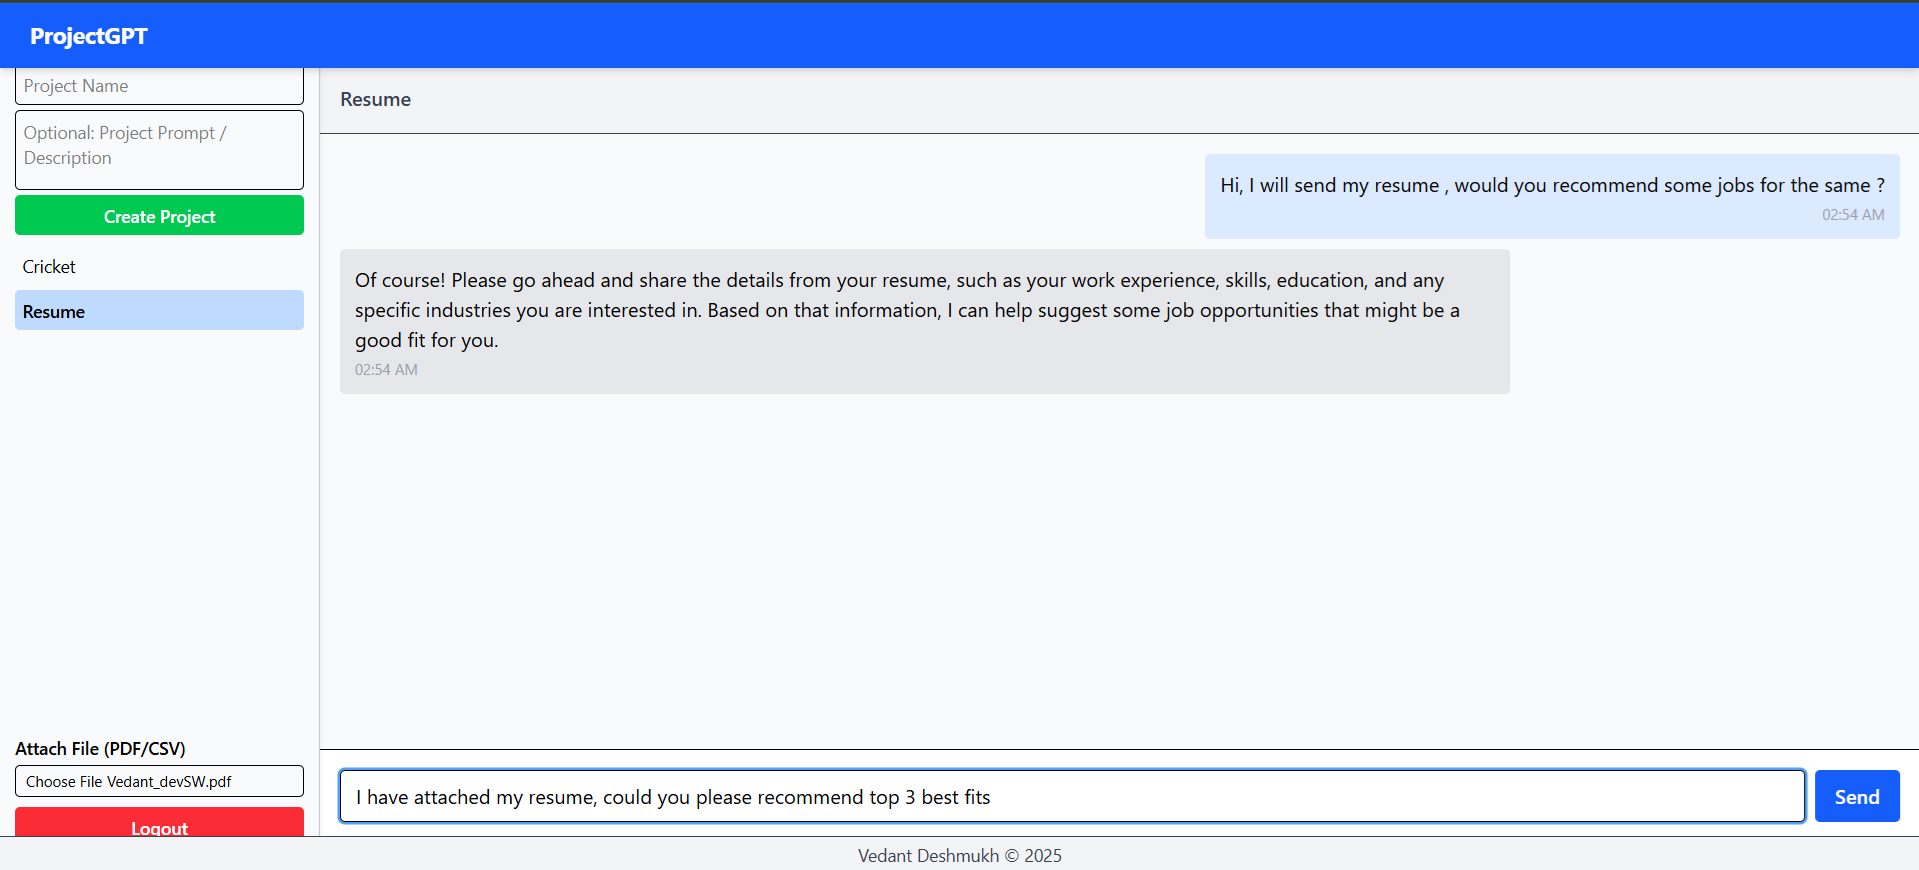 ProjectGPT
Project Name
Optional: Project Prompt /
Description
Create Project
Cricket
Resume
Attach File (PDF/CSV)
Choose File Vedant_devSW.pdf
Logout
Resume
Hi, I will send my resume , would you recommend some jobs for the same ?
02:54 AM
Of course! Please go ahead and share the details from your resume, such as your work experience, skills, education, and any
specific industries you are interested in. Based on that information, I can help suggest some job opportunities that might be a
good fit for you.
02:54 AM
I have attached my resume, could you please recommend top 3 best fits
Send
Vedant Deshmukh © 2025